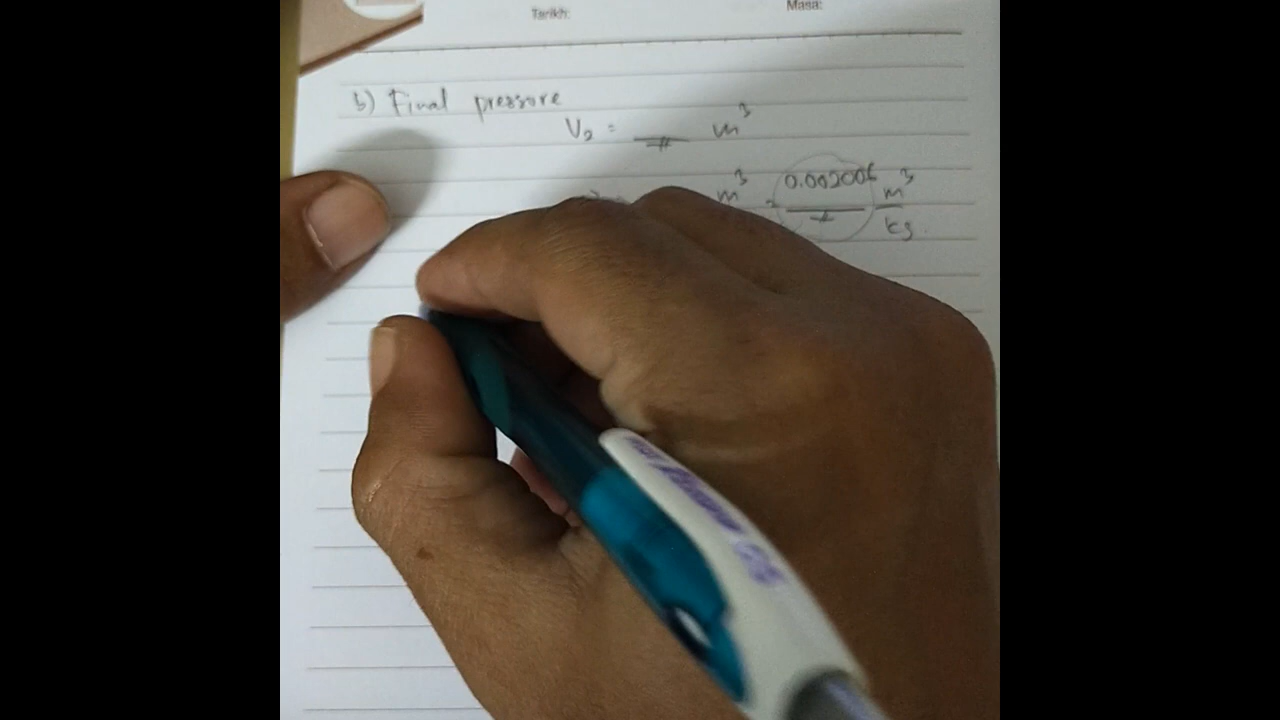 Tarikh: Masa:
b) Final pressure
V₂ = m³
m³ = 0.002006 m³
kg.